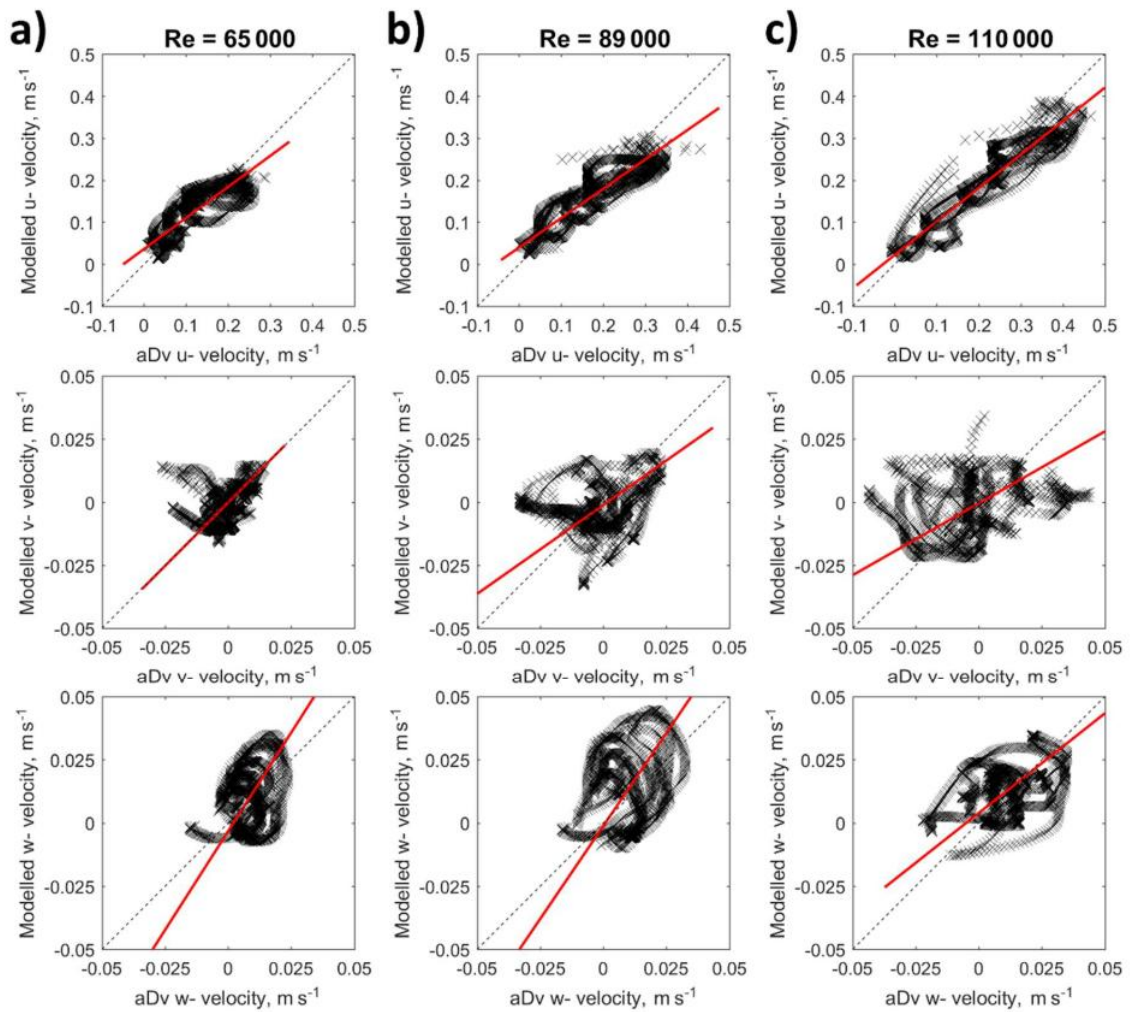 a)
Re = 65 000
b)
Re = 89 000
c)
Re = 110 000
Modelled u- velocity, m s⁻¹
0.5
0.4
0.3
0.2
0.1
0
-0.1
-0.1 0 0.1 0.2 0.3 0.4 0.5
aDv u- velocity, m s⁻¹
Modelled u- velocity, ms ⁻¹
0.5
0.4
0.3
0.2
0.1
0
-0.1
-0.1 0 0.1 0.2 0.3 0.4 0.5
aDv u- velocity, m s⁻¹
Modelled u- velocity, m s⁻¹
0.5
0.4
0.3
0.2
0.1
0
-0.1
-0.1 0 0.1 0.2 0.3 0.4 0.5
aDv u- velocity, m s⁻¹
Modelled v- velocity, m s⁻¹
0.05
0.025
0
-0.025
-0.05
-0.05 -0.025 0 0.025 0.05
aDv v- velocity, m s⁻¹
Modelled v- velocity, m s⁻¹
0.05
0.025
0
-0.025
-0.05
-0.05 -0.025 0 0.025 0.05
aDv v- velocity, m s⁻¹
Modelled v- velocity, m s⁻¹
0.05
0.025
0
-0.025
-0.05
-0.05 -0.025 0 0.025 0.05
aDv v- velocity, m s⁻¹
Modelled w- velocity, m s⁻¹
0.05
0.025
0
-0.025
-0.05
-0.05 -0.025 0 0.025 0.05
aDv w- velocity, m s⁻¹
Modelled w- velocity, m s⁻¹
0.05
0.025
0
-0.025
-0.05
-0.05 -0.025 0 0.025 0.05
aDv w- velocity, m s⁻¹
Modelled w- velocity, m s⁻¹
0.05
0.025
0
-0.025
-0.05
-0.05 -0.025 0 0.025 0.05
aDv w- velocity, m s⁻¹